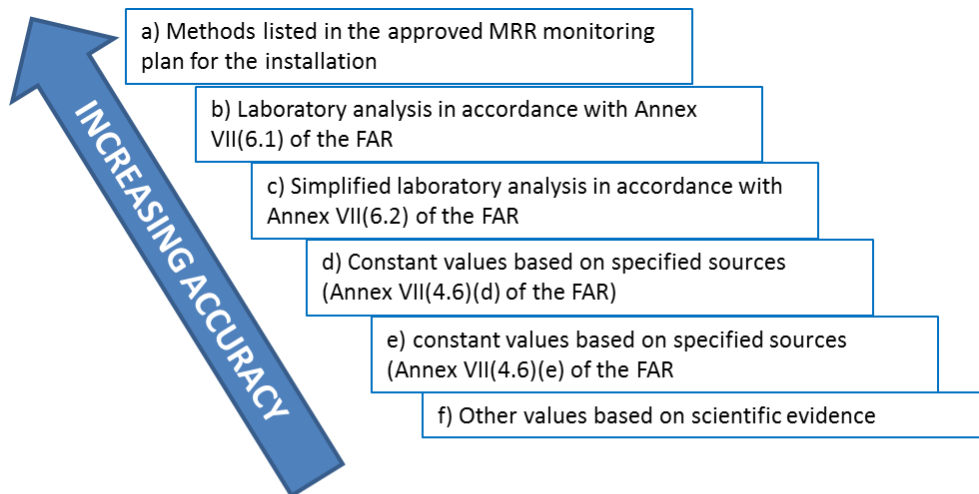 a) Methods listed in the approved MRR monitoring
plan for the installation
b) Laboratory analysis in accordance with Annex
VII(6.1) of the FAR
c) Simplified laboratory analysis in accordance with
Annex VII(6.2) of the FAR
d) Constant values based on specified sources
(Annex VII(4.6)(d) of the FAR)
e) constant values based on specified sources
(Annex VII(4.6)(e) of the FAR
f) Other values based on scientific evidence
INCREASING ACCURACY